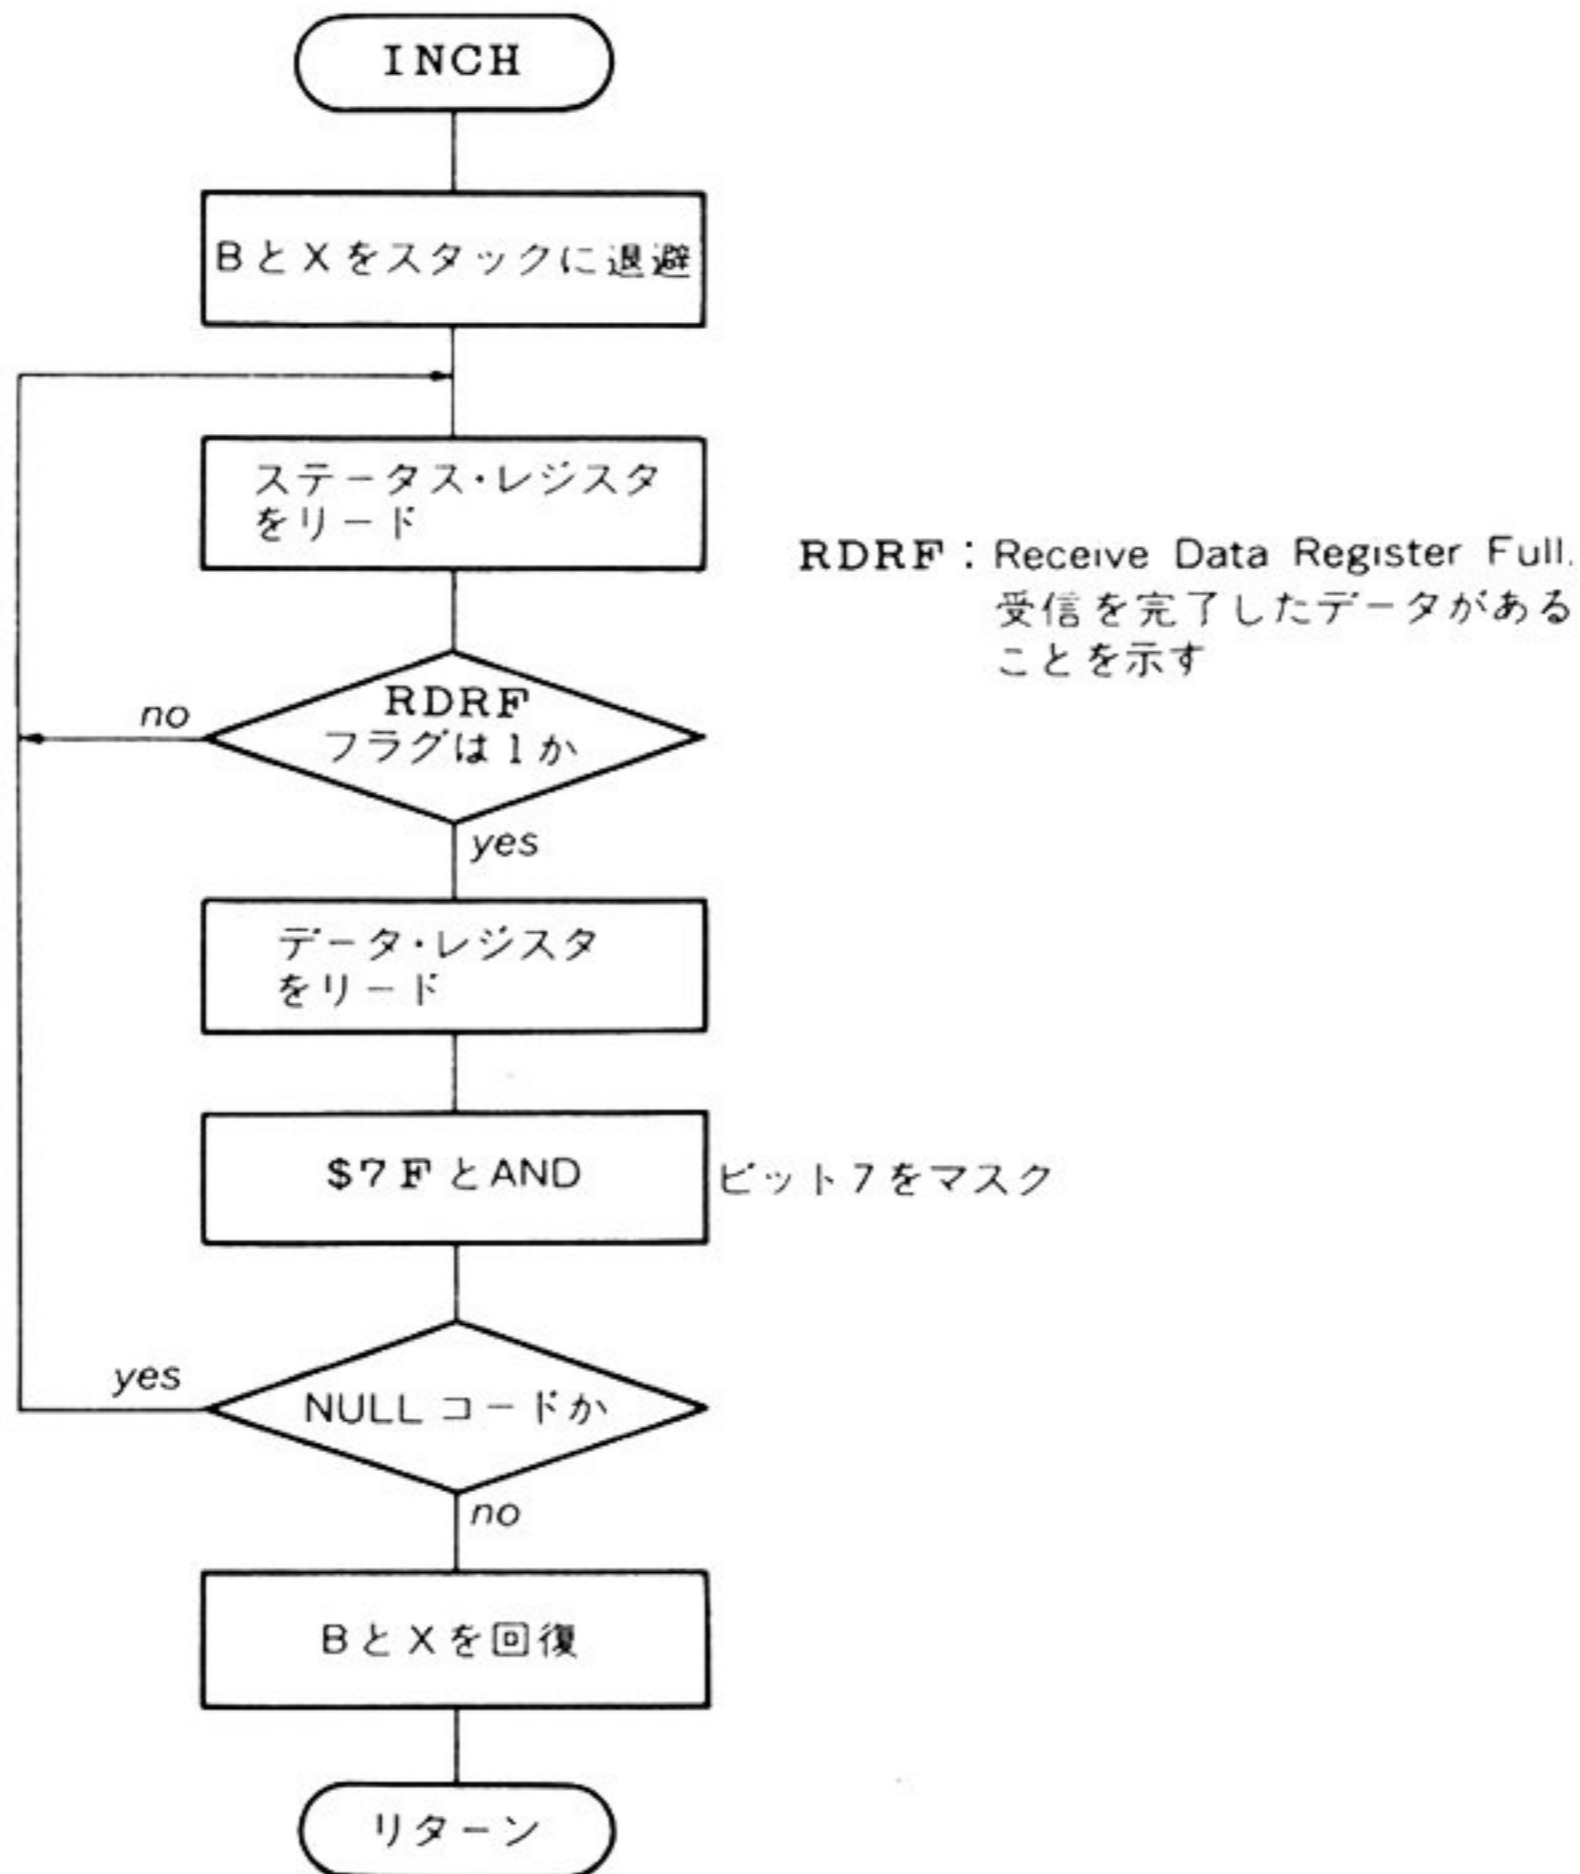 INCH
BとXをスタックに退避
ステータス・レジスタ
をリード
RDRF：Receive Data Register Full.
受信を完了したデータがある
ことを示す
RDRF
フラグは1か
no
yes
データ・レジスタ
をリード
$7FとAND
ビット7をマスク
NULLコードか
yes
no
BとXを回復
リターン